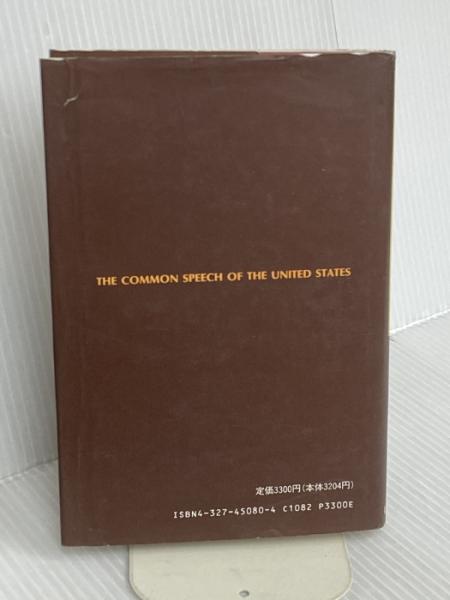 THE COMMON SPEECH OF THE UNITED STATES
定価3300円(本体3204円)
ISBN4-327-45080-4 C1082 P3300E